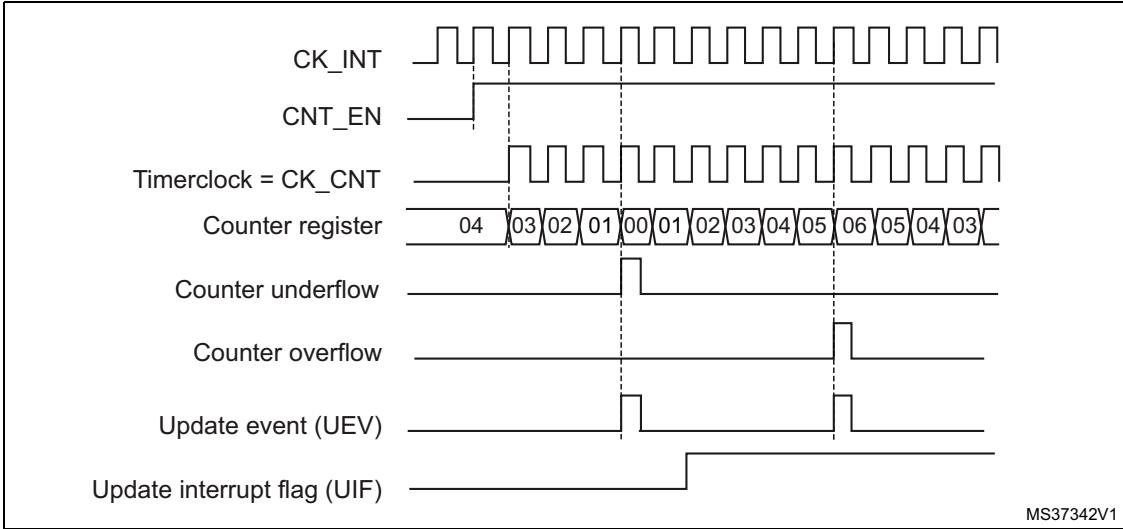 CK_INT
CNT_EN
Timerclock = CK_CNT
Counter register 04 03 02 01 00 01 02 03 04 05 06 05 04 03
Counter underflow
Counter overflow
Update event (UEV)
Update interrupt flag (UIF)
MS37342V1